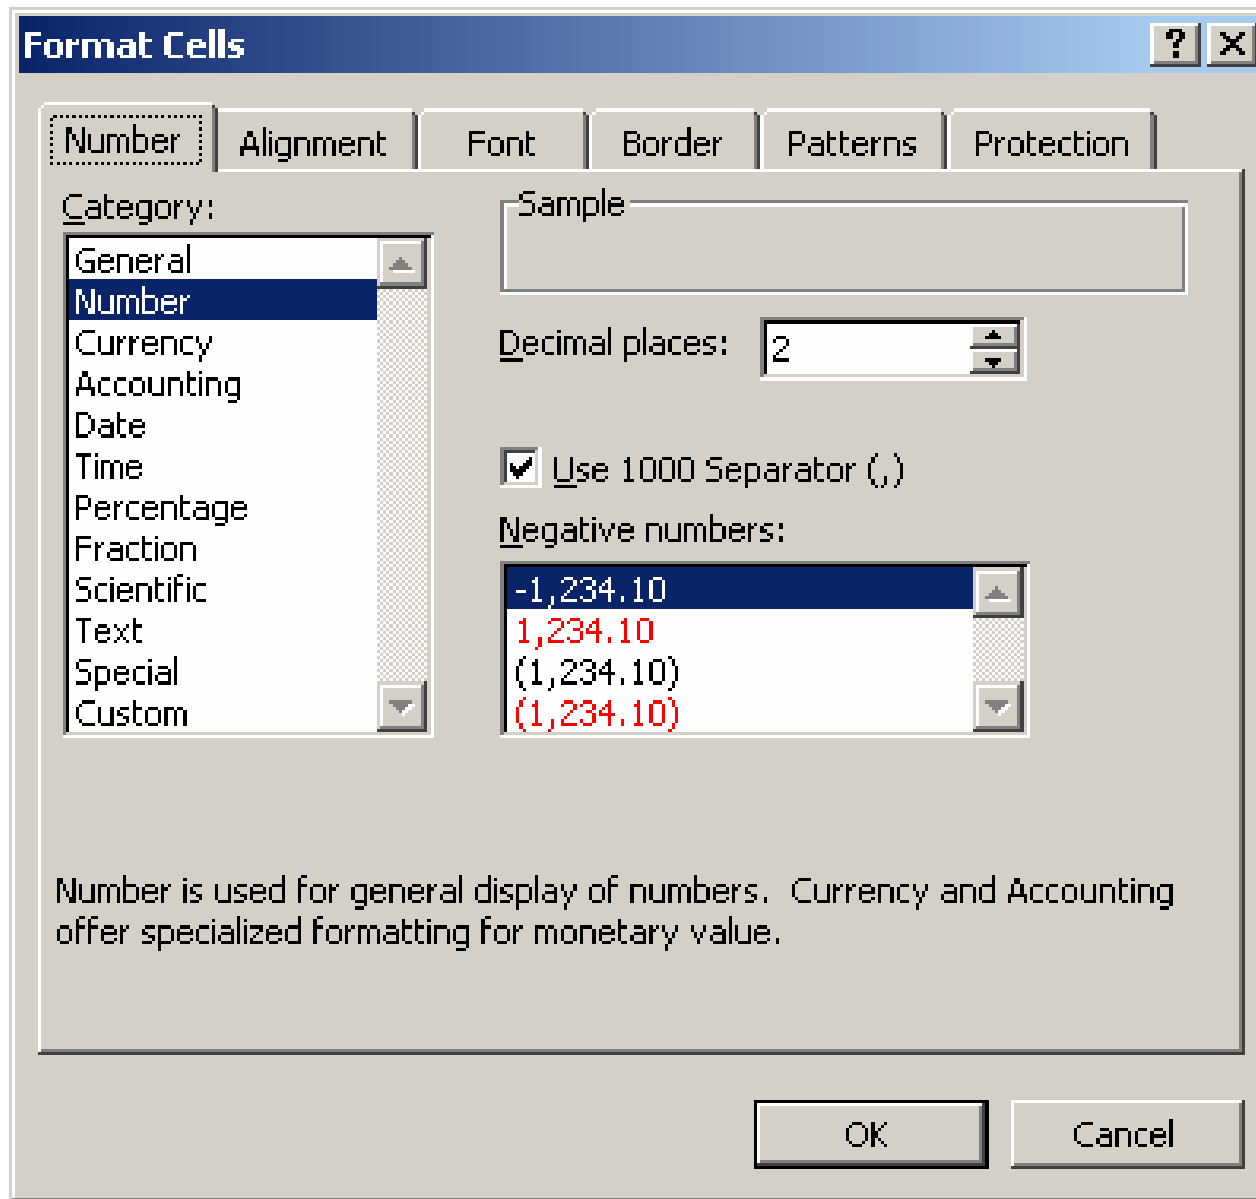 Format Cells
Number Alignment Font Border Patterns Protection
Category:
General
Number
Currency
Accounting
Date
Time
Percentage
Fraction
Scientific
Text
Special
Custom
Sample
Decimal places: 2
Use 1000 Separator (,)
Negative numbers:
-1,234.10
1,234.10
(1,234.10)
(1,234.10)
Number is used for general display of numbers.  Currency and Accounting
offer specialized formatting for monetary value.
OK Cancel